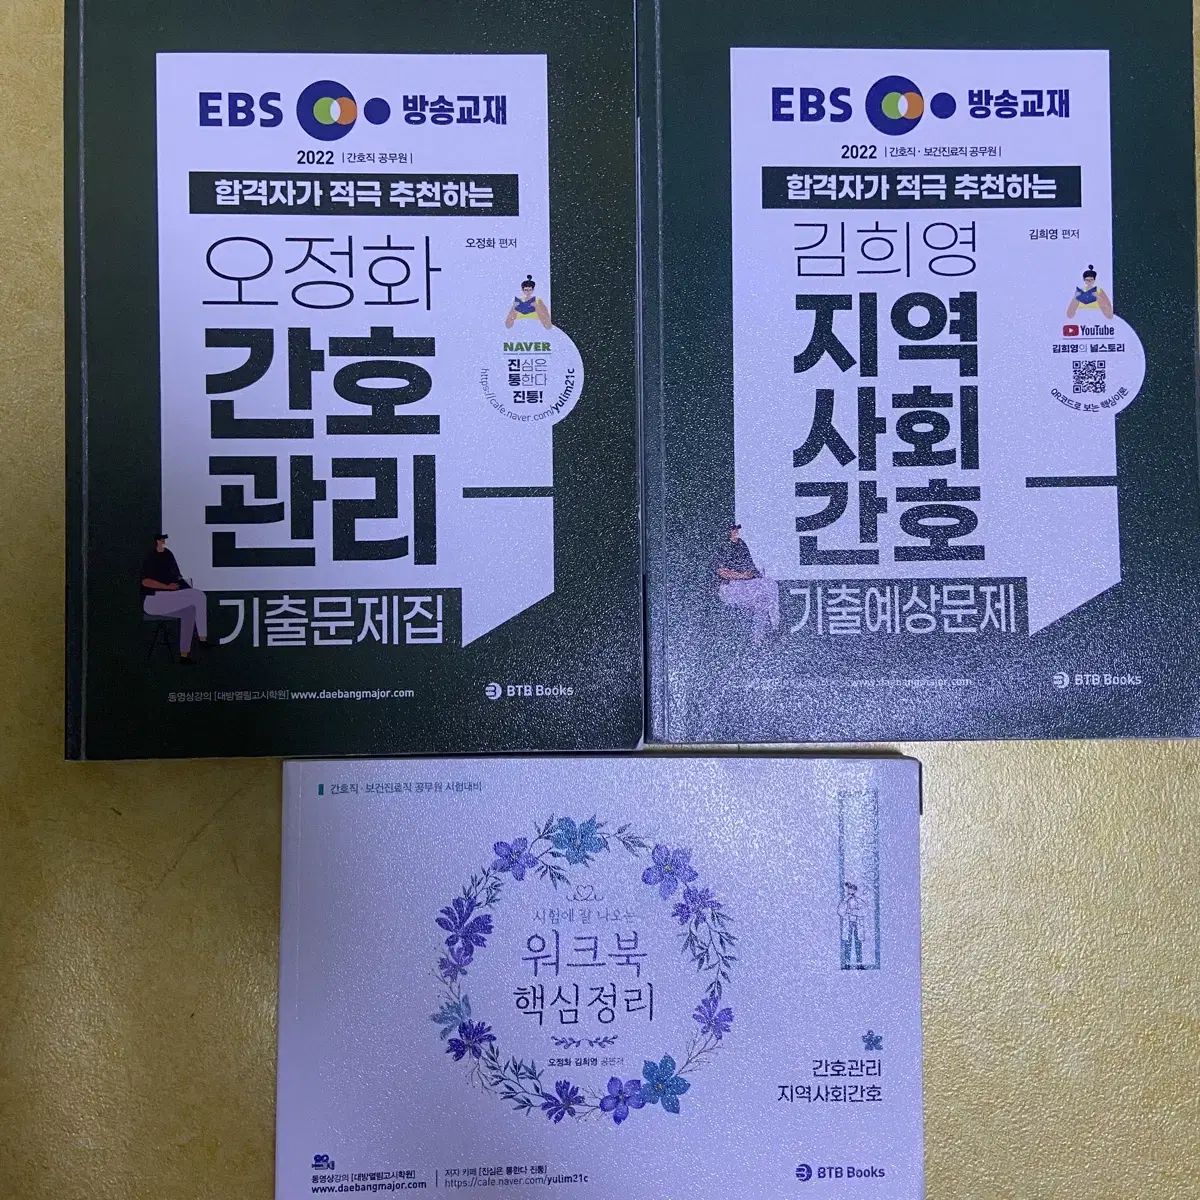 EBS 방송교재
2022 | 간호직 공무원 |
합격자가 적극 추천하는
오정화 편저
오정화
간호
관리
기출문제집
NAVER
진심은
통한다
진통!
https://cafe.naver.com/yulim21c
동영상강의 [대방열림고시학원] www.daebangmajor.com
BTB Books
EBS 방송교재
2022 | 간호직 · 보건진료직 공무원 |
합격자가 적극 추천하는
김희영 편저
김희영
지역
사회
간호
기출예상문제
YouTube
김희영의 널스토리
QR코드로 보는 핵심이론
www.daebangmajor.com
BTB Books
간호직 · 보건진료직 공무원 시험대비
시험에 잘 나오는
워크북
핵심정리
오정화 김희영 공편저
간호관리
지역사회간호
동영상강의 [대방열림고시학원]
www.daebangmajor.com
저자 카페 [진심은 통한다 진통]
https://cafe.naver.com/yulim21c
BTB Books